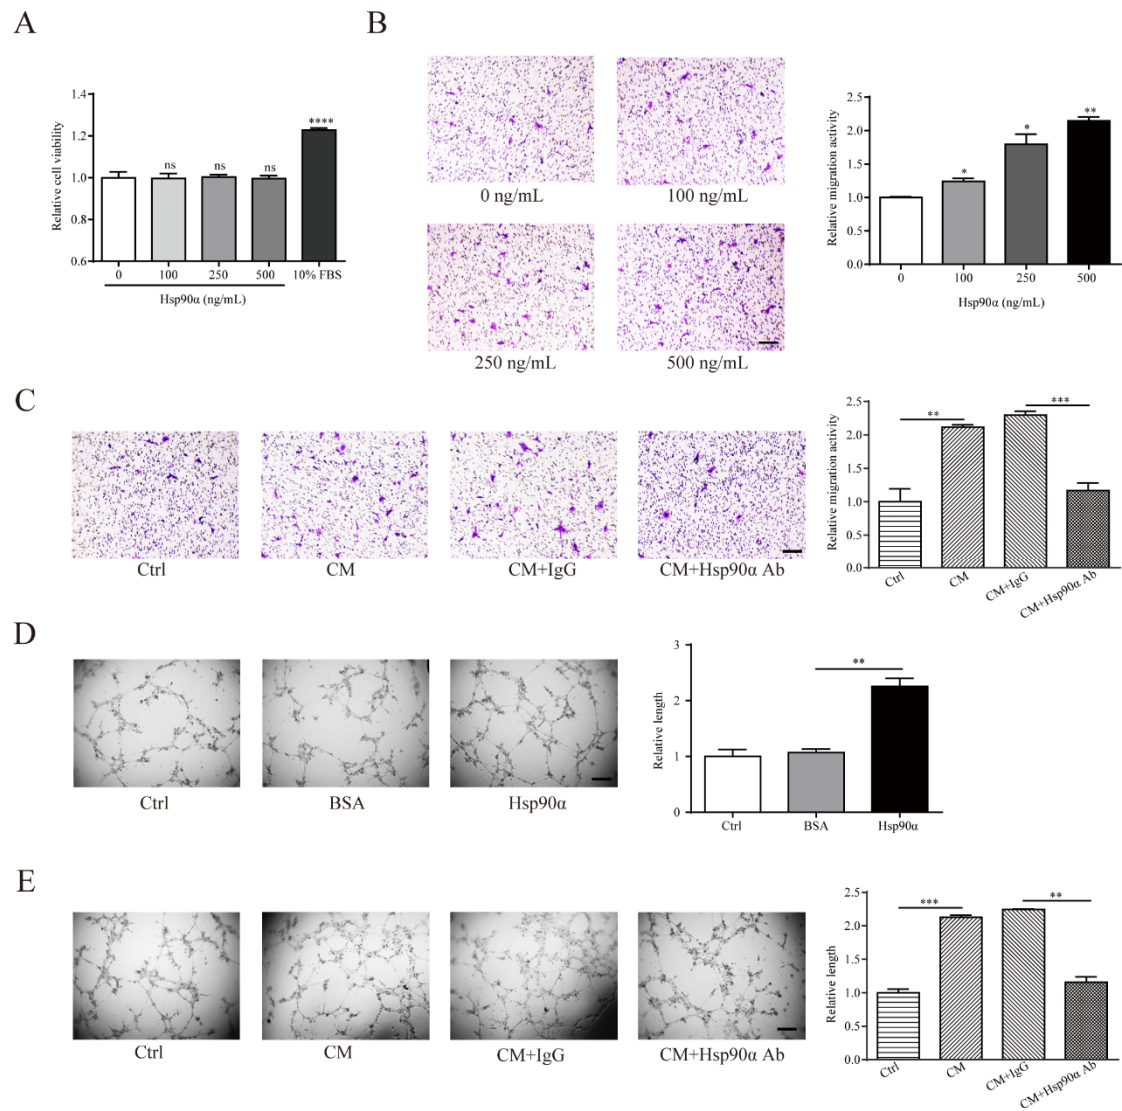 A
Relative cell viability
1.4
1.2
1.0
0.8
0.6
ns
ns
ns
****
0
100
250
500
10% FBS
Hsp90α (ng/mL)
B
0 ng/mL
100 ng/mL
250 ng/mL
500 ng/mL
Relative migration activity
2.5
2.0
1.5
1.0
0.5
0.0
*
*
**
0
100
250
500
Hsp90α (ng/mL)
C
Ctrl
CM
CM+IgG
CM+Hsp90α Ab
Relative migration activity
2.5
2.0
1.5
1.0
0.5
0.0
**
***
Ctrl
CM
CM+IgG
CM+Hsp90α Ab
D
Ctrl
BSA
Hsp90α
Relative length
3
2
1
0
**
Ctrl
BSA
Hsp90α
E
Ctrl
CM
CM+IgG
CM+Hsp90α Ab
Relative length
2.5
2.0
1.5
1.0
0.5
0.0
***
**
Ctrl
CM
CM+IgG
CM+Hsp90α Ab